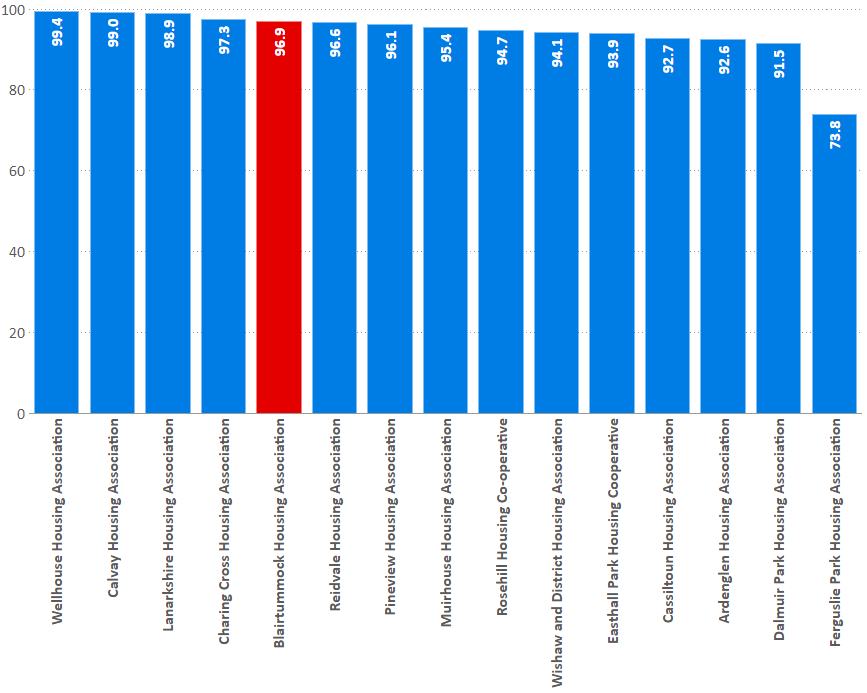 100
80
60
40
20
0
99.4
99.0
98.9
97.3
96.9
96.6
96.1
95.4
94.7
94.1
93.9
92.7
92.6
91.5
73.8
Wellhouse Housing Association
Calvay Housing Association
Lanarkshire Housing Association
Charing Cross Housing Association
Blairtummock Housing Association
Reidvale Housing Association
Pineview Housing Association
Muirhouse Housing Association
Rosehill Housing Co-operative
Wishaw and District Housing Association
Easthall Park Housing Cooperative
Cassiltoun Housing Association
Ardenglen Housing Association
Dalmuir Park Housing Association
Ferguslie Park Housing Association